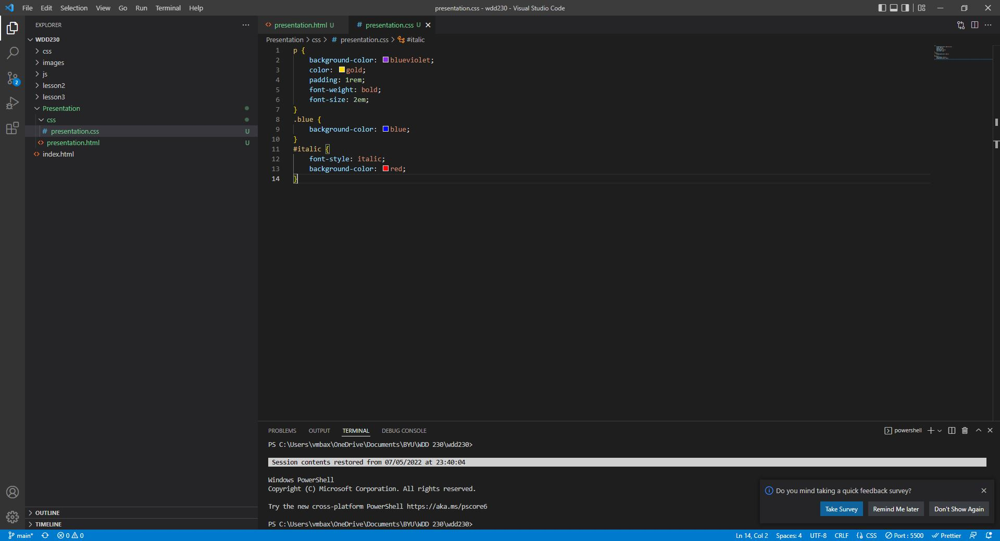 File Edit Selection View Go Run Terminal Help
presentation.css - wdd230 - Visual Studio Code
EXPLORER
WDD230
css
images
js
lesson2
lesson3
Presentation
css
# presentation.css U
<> presentation.html U
<> index.html
OUTLINE
TIMELINE
2
<> presentation.html U
# presentation.css U
Presentation > css > # presentation.css > #italic
1 p {
2 background-color: blueviolet;
3 color: gold;
4 padding: 1rem;
5 font-weight: bold;
6 font-size: 2em;
7 }
8 .blue {
9 background-color: blue;
10 }
11 #italic {
12 font-style: italic;
13 background-color: red;
14 }
PROBLEMS OUTPUT TERMINAL DEBUG CONSOLE
powershell
PS C:\Users\vmbax\OneDrive\Documents\BYU\WDD 230\wdd230>
Session contents restored from 07/05/2022 at 23:40:04
Windows PowerShell
Copyright (C) Microsoft Corporation. All rights reserved.
Try the new cross-platform PowerShell https://aka.ms/pscore6
PS C:\Users\vmbax\OneDrive\Documents\BYU\WDD 230\wdd230>
Do you mind taking a quick feedback survey?
Take Survey Remind Me later Don't Show Again
main* 0 0
Ln 14, Col 2 Spaces: 4 UTF-8 CRLF CSS Port : 5500 Prettier